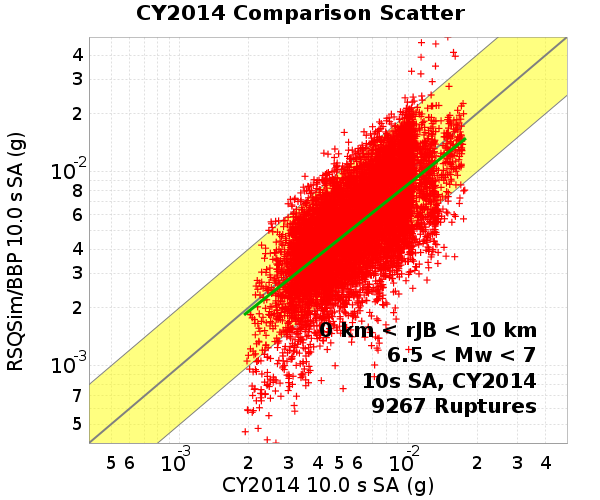 CY2014 Comparison Scatter
RSQSim/BBP 10.0 s SA (g)
4
3
2
10-2
8
6
4
3
2
10-3
7
5
0 km < rJB < 10 km
6.5 < Mw < 7
10s SA, CY2014
9267 Ruptures
5 6 10-3 2 3 4 5 6 10-2 2 3 4
CY2014 10.0 s SA (g)